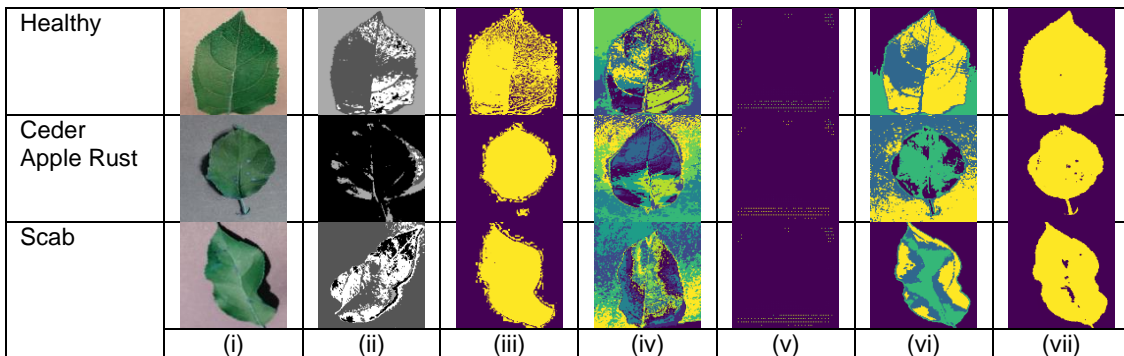 Healthy
Ceder
Apple Rust
Scab
(i) (ii) (iii) (iv) (v) (vi) (vii)